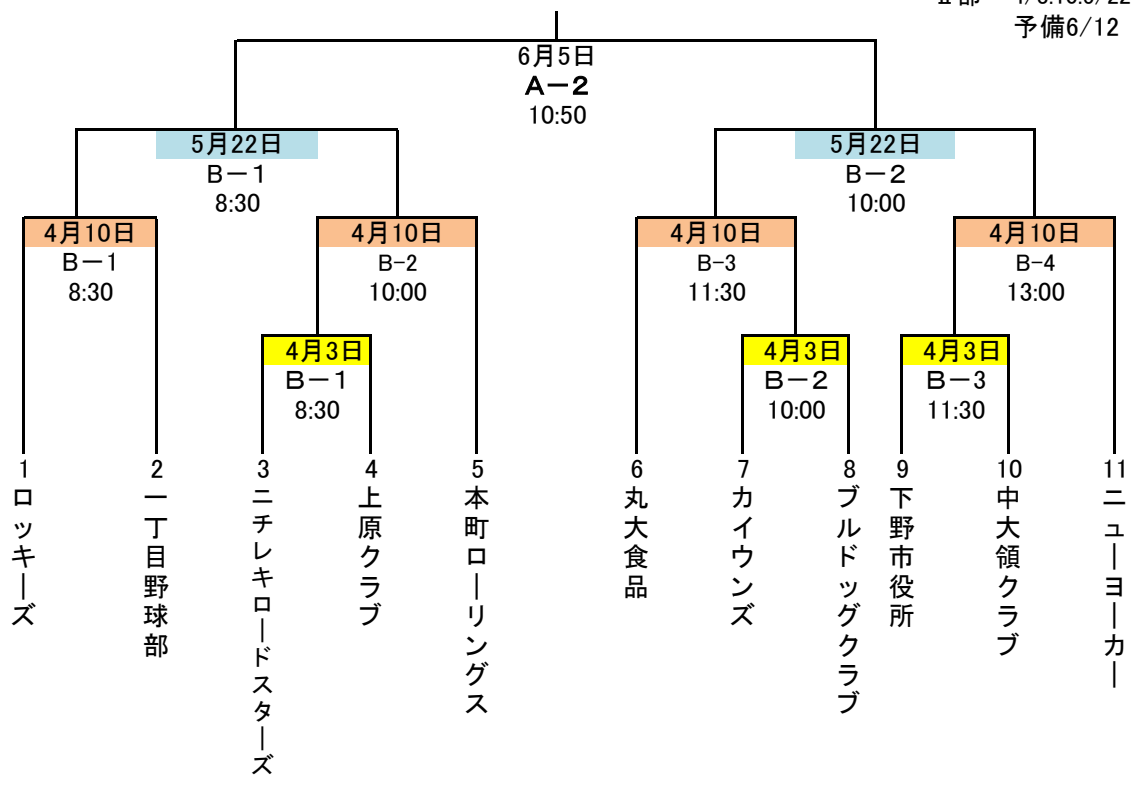 予備6/12
6月5日
A－2
10:50
5月22日
B－1
8:30
5月22日
B－2
10:00
4月10日
B－1
8:30
4月10日
B-2
10:00
4月10日
B-3
11:30
4月10日
B-4
13:00
4月3日
B－1
8:30
4月3日
B－2
10:00
4月3日
B－3
11:30
1
ロッキーズ
2
一丁目野球部
3
ニチレキロードスターズ
4
上原クラブ
5
本町ローリングス
6
丸大食品
7
カイウンズ
8
ブルドッグクラブ
9
下野市役所
10
中大領クラブ
11
ニューヨーカー